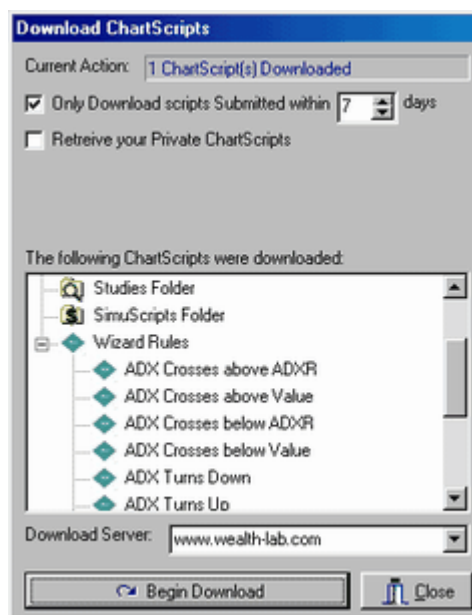 Download ChartScripts
Current Action: 1 ChartScript(s) Downloaded
Only Download scripts Submitted within 7 days
Retreive your Private ChartScripts
The following ChartScripts were downloaded:
Studies Folder
SimuScripts Folder
Wizard Rules
ADX Crosses above ADXR
ADX Crosses above Value
ADX Crosses below ADXR
ADX Crosses below Value
ADX Turns Down
ADX Turns Up
Download Server: www.wealth-lab.com
Begin Download Close